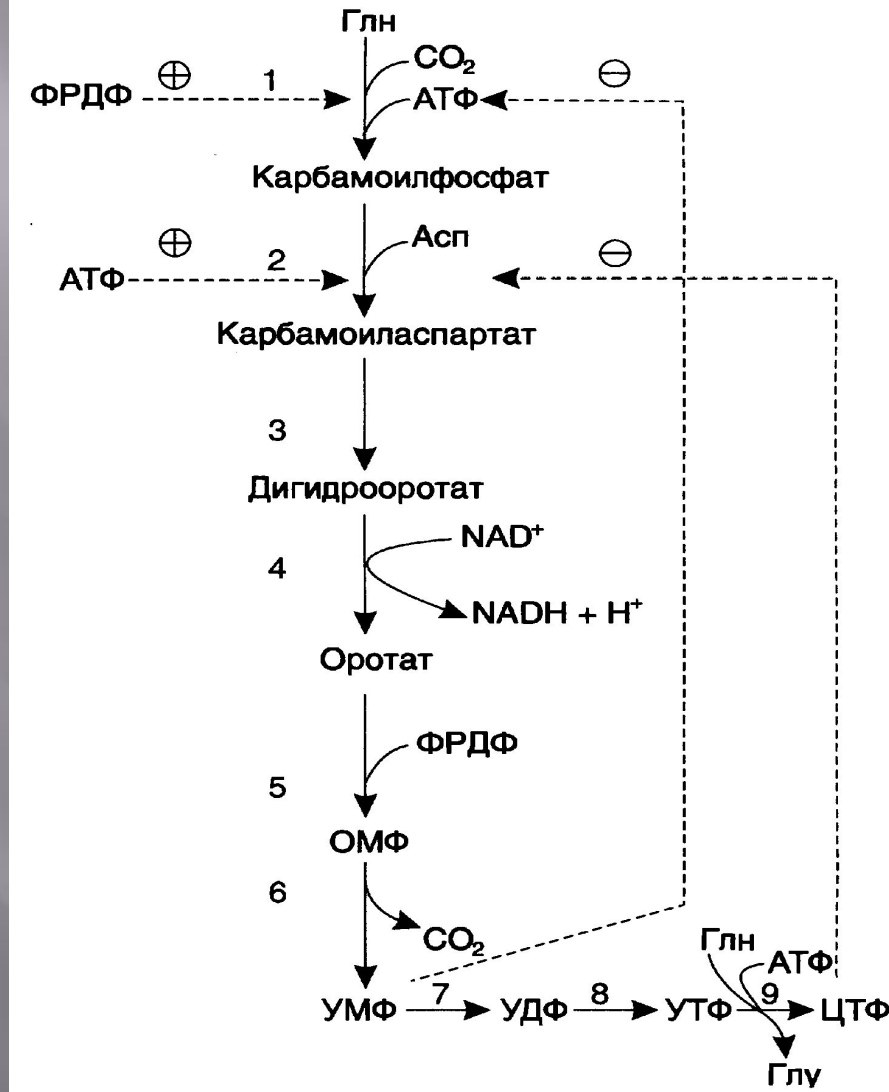 Глн
CO₂
⊕
⊖
ФРДФ
1
АТФ
Карбамоилфосфат
⊕
Асп
⊖
АТФ
2
Карбамоиласпартат
3
Дигидрооротат
NAD⁺
4
NADH + H⁺
Оротат
ФРДФ
5
ОМФ
6
CO₂
Глн
АТФ
УМФ 7 УДФ 8 УТФ 9 ЦТФ
Глу